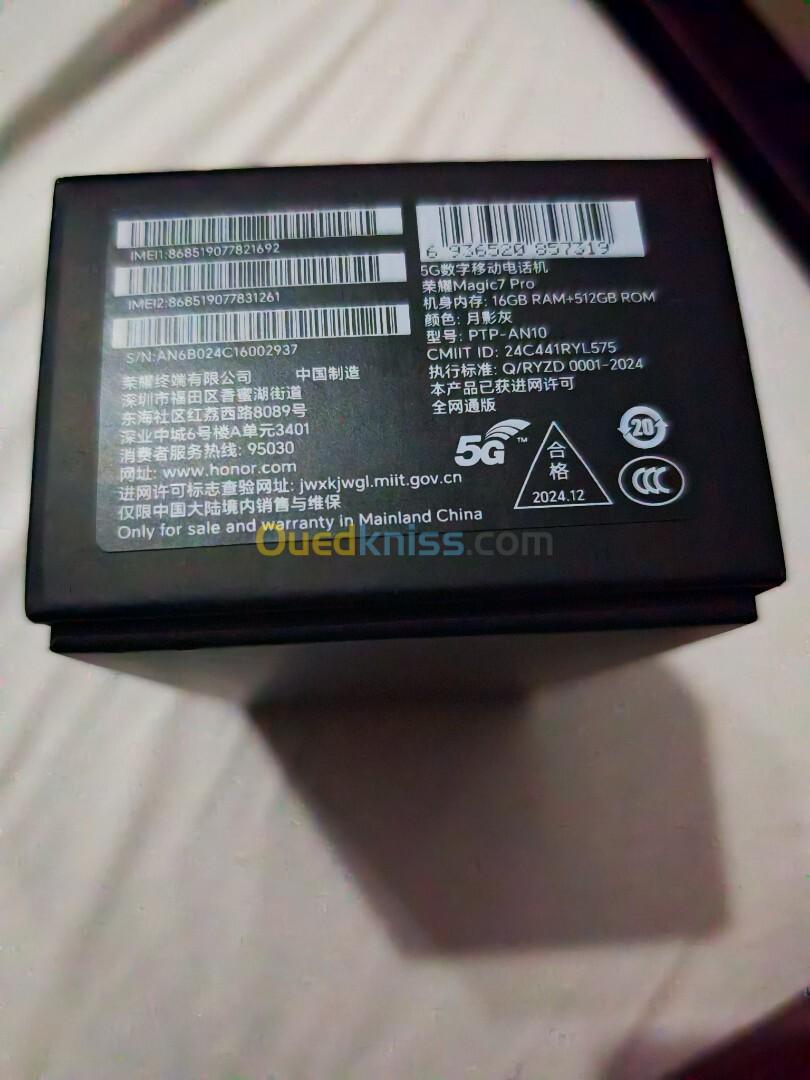 IMEI1:868519077821692
IMEI2:868519077831261
S/N:AN6B024C16002937
荣耀终端有限公司 中国制造
深圳市福田区香蜜湖街道
东海社区红荔西路8089号
深业中城6号楼A单元3401
消费者服务热线: 95030
网址: www.honor.com
进网许可标志查验网址: jwxkjwgl.miit.gov.cn
仅限中国大陆境内销售与维保
Only for sale and warranty in Mainland China
6 936520 857319
5G数字移动电话机
荣耀Magic7 Pro
机身内存: 16GB RAM+512GB ROM
颜色: 月影灰
型号: PTP-AN10
CMIIT ID: 24C441RYL575
执行标准: Q/RYZD 0001-2024
本产品已获进网许可
全网通版
5G™
合
格
2024.12
20
CCC
Ouedkniss.com